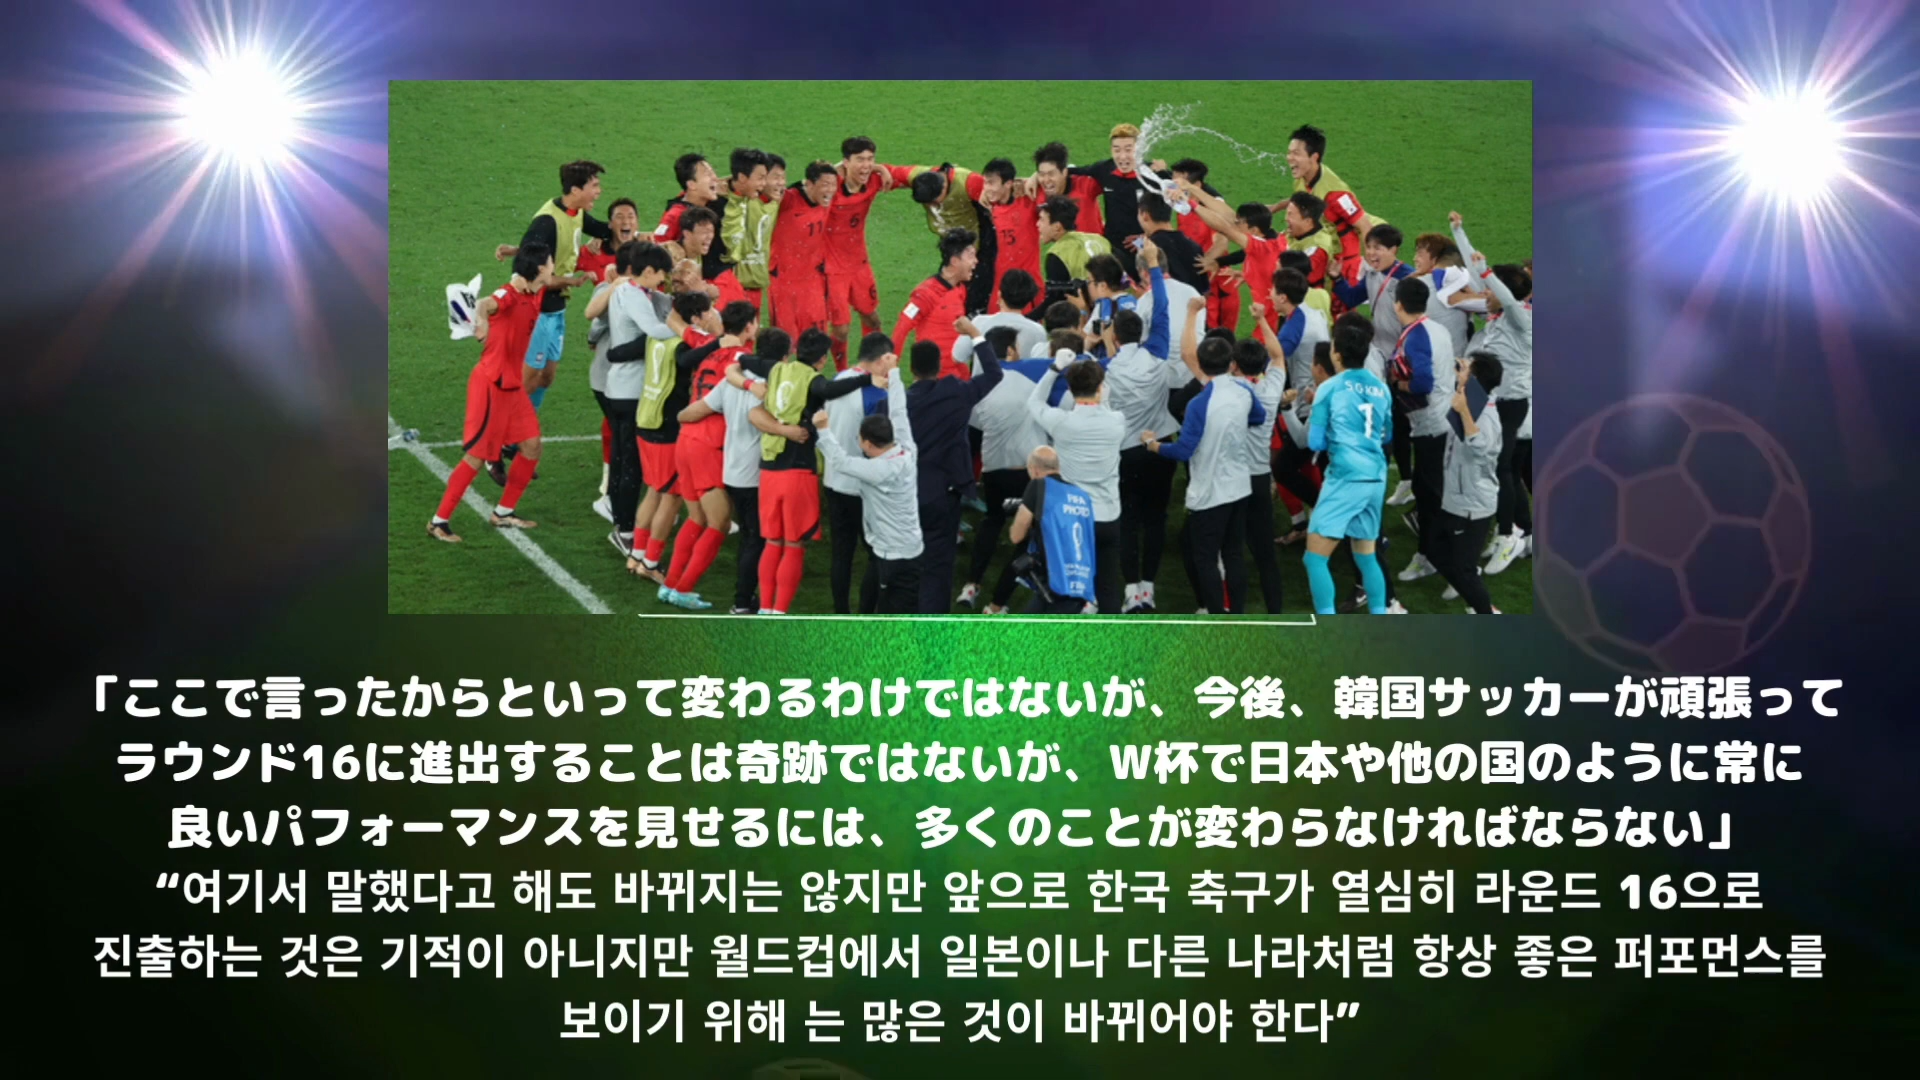 11
6
15
6
S G KIM
1
FIFA
PHOTO
「ここで言ったからといって変わるわけではないが、今後、韓国サッカーが頑張って
ラウンド16に進出することは奇跡ではないが、W杯で日本や他の国のように常に
良いパフォーマンスを見せるには、多くのことが変わらなければならない」
“여기서 말했다고 해도 바뀌지는 않지만 앞으로 한국 축구가 열심히 라운드 16으로
진출하는 것은 기적이 아니지만 월드컵에서 일본이나 다른 나라처럼 항상 좋은 퍼포먼스를
보이기 위해 는 많은 것이 바뀌어야 한다”